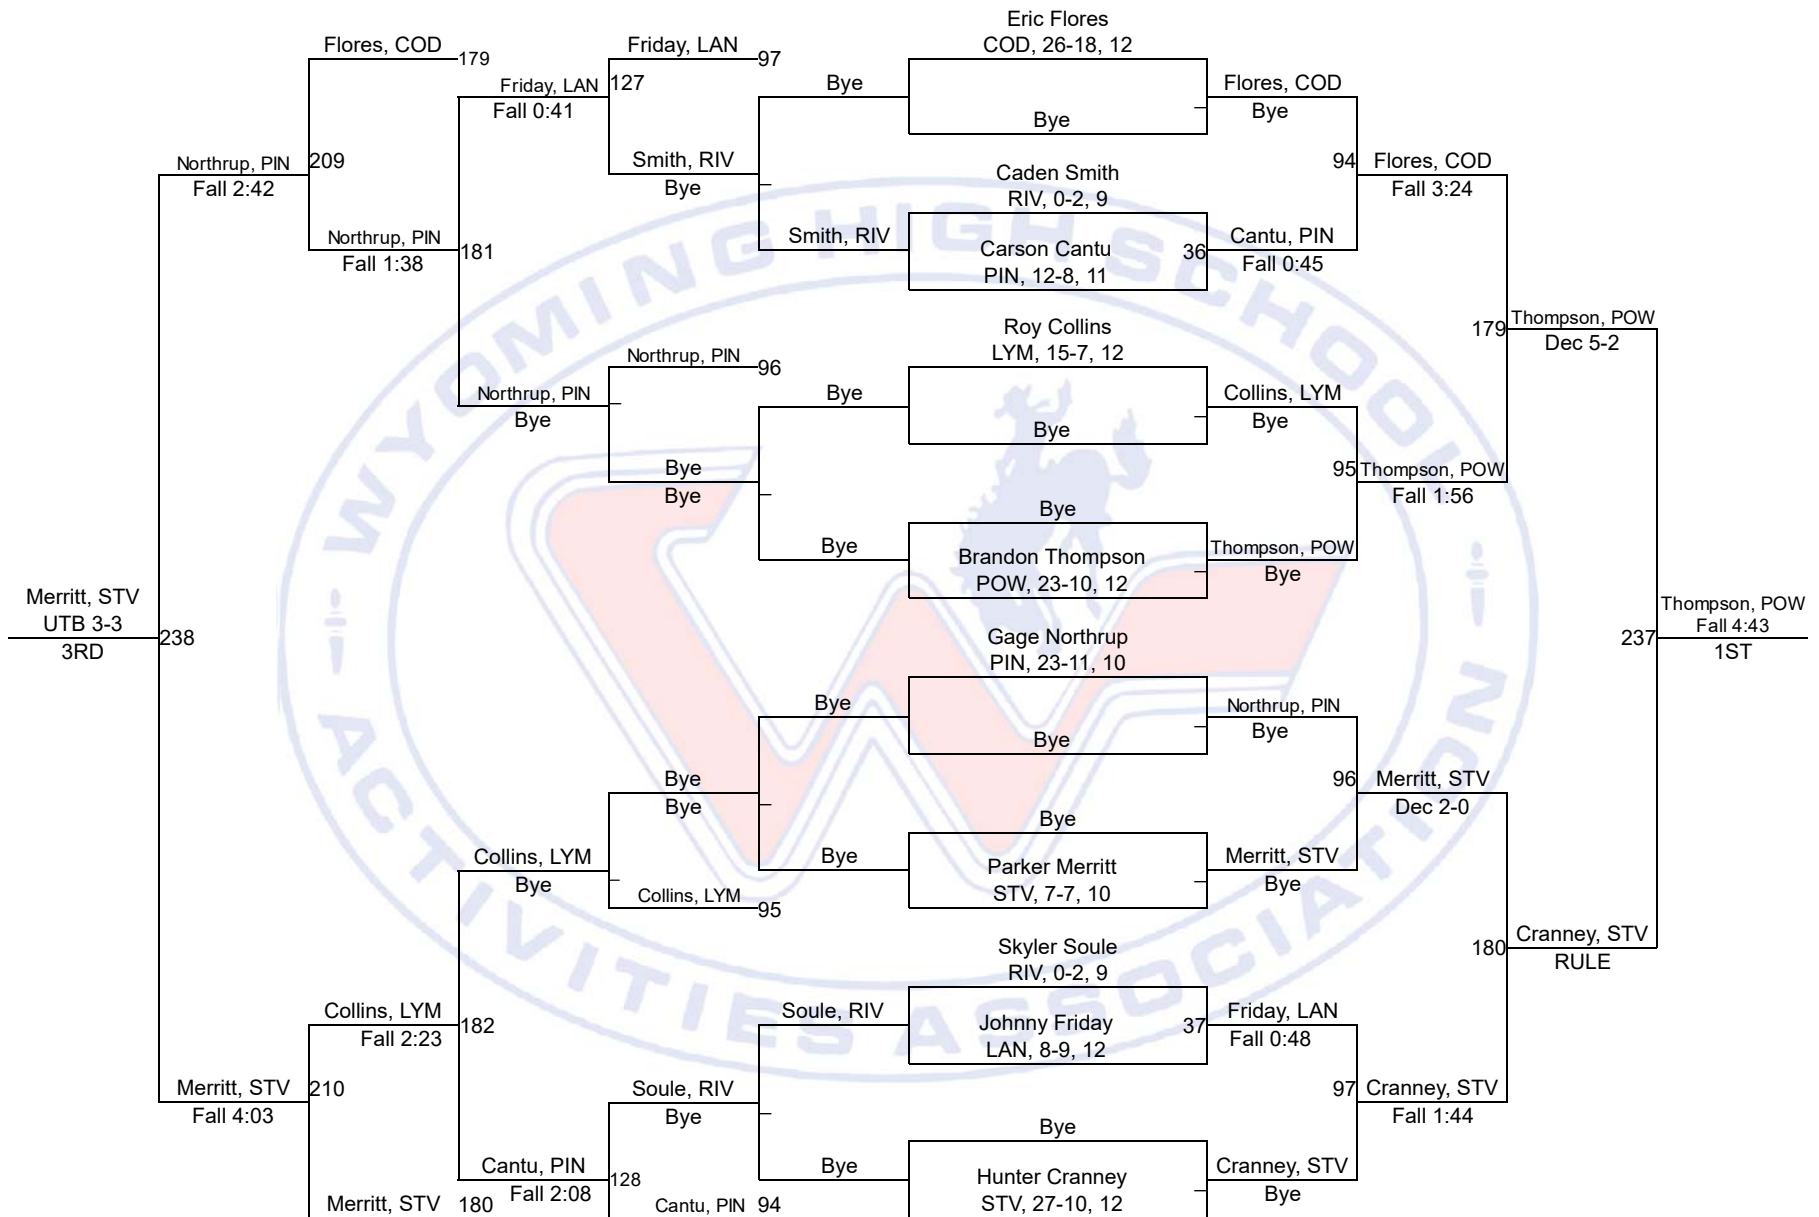 Eric Flores
Flores, COD
Friday, LAN
COD, 26-18, 12
179
97
Friday, LAN
127
Bye
Flores, COD
Fall 0:41
Bye
Bye
Northrup, PIN
209
Smith, RIV
94
Flores, COD
Fall 2:42
Bye
Caden Smith
Fall 3:24
RIV, 0-2, 9
Northrup, PIN
Smith, RIV
Cantu, PIN
Fall 1:38
181
Carson Cantu
36
Fall 0:45
PIN, 12-8, 11
Roy Collins
179
Thompson, POW
Northrup, PIN
LYM, 15-7, 12
Dec 5-2
96
Northrup, PIN
Bye
Collins, LYM
Bye
Bye
Bye
Bye
95
Thompson, POW
Bye
Fall 1:56
Bye
Bye
Thompson, POW
Brandon Thompson
Bye
POW, 23-10, 12
Merritt, STV
Thompson, POW
UTB 3-3
Fall 4:43
238
Gage Northrup
237
3RD
PIN, 23-11, 10
1ST
Bye
Northrup, PIN
Bye
Bye
Bye
96
Merritt, STV
Bye
Dec 2-0
Bye
Collins, LYM
Bye
Merritt, STV
Bye
Parker Merritt
Bye
Collins, LYM
STV, 7-7, 10
95
Skyler Soule
180
Cranney, STV
RIV, 0-2, 9
RULE
Collins, LYM
Soule, RIV
Friday, LAN
Fall 2:23
182
Johnny Friday
37
Fall 0:48
LAN, 8-9, 12
Merritt, STV
210
Soule, RIV
97
Cranney, STV
Fall 4:03
Bye
Bye
Fall 1:44
Cantu, PIN
Bye
Cranney, STV
Fall 2:08
128
Hunter Cranney
Bye
Merritt, STV
180
Cantu, PIN
94
STV, 27-10, 12
WYOMING HIGH SCHOOL
ACTIVITIES ASSOCIATION